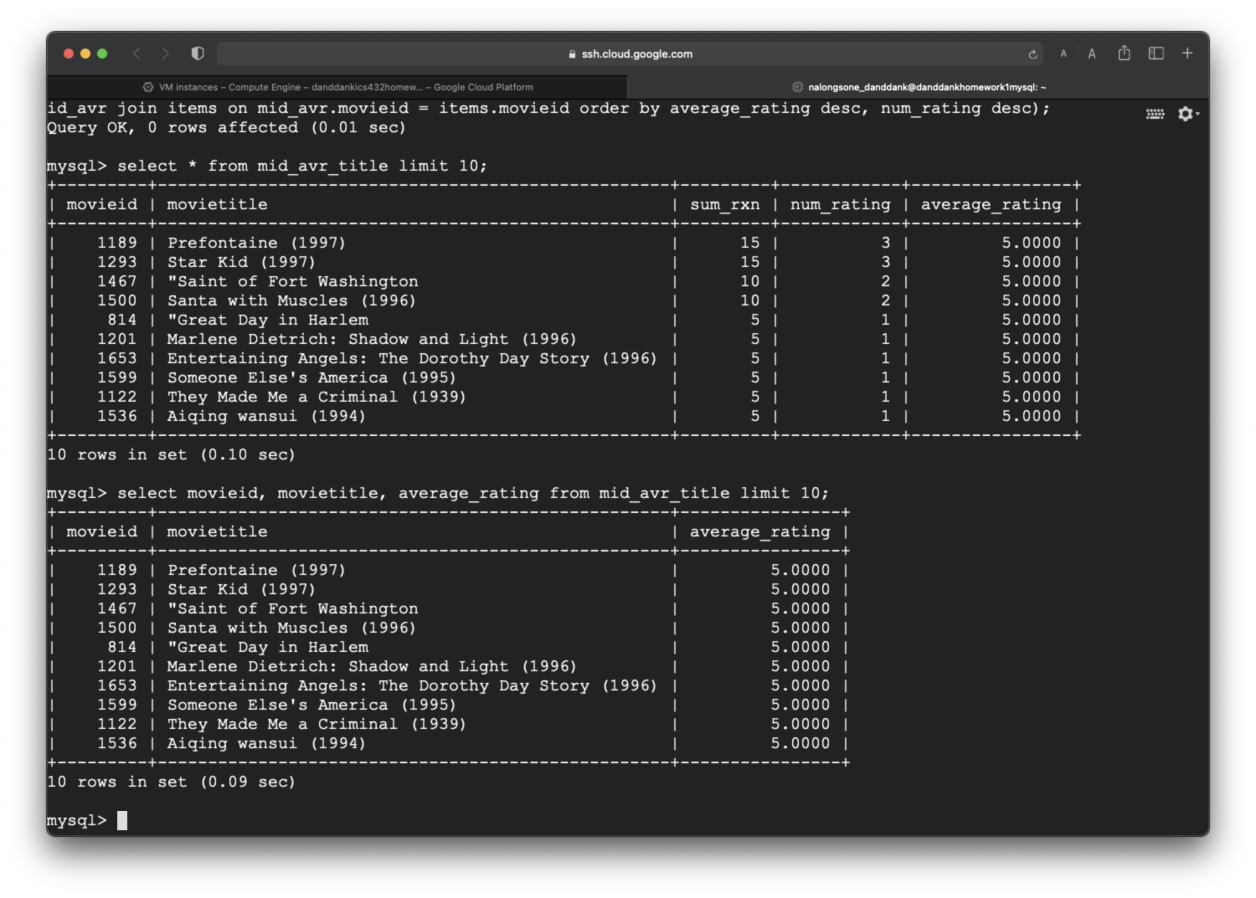 ssh.cloud.google.com
A A
VM instances – Compute Engine – danddankics432homew... – Google Cloud Platform
nalongsone_danddank@danddankhomework1mysql: ~
id_avr join items on mid_avr.movieid = items.movieid order by average_rating desc, num_rating desc);
Query OK, 0 rows affected (0.01 sec)
mysql> select * from mid_avr_title limit 10;
+---------+----------------------------------------------------+---------+------------+----------------+
| movieid | movietitle | sum_rxn | num_rating | average_rating |
+---------+----------------------------------------------------+---------+------------+----------------+
| 1189 | Prefontaine (1997) | 15 | 3 | 5.0000 |
| 1293 | Star Kid (1997) | 15 | 3 | 5.0000 |
| 1467 | "Saint of Fort Washington | 10 | 2 | 5.0000 |
| 1500 | Santa with Muscles (1996) | 10 | 2 | 5.0000 |
| 814 | "Great Day in Harlem | 5 | 1 | 5.0000 |
| 1201 | Marlene Dietrich: Shadow and Light (1996) | 5 | 1 | 5.0000 |
| 1653 | Entertaining Angels: The Dorothy Day Story (1996) | 5 | 1 | 5.0000 |
| 1599 | Someone Else's America (1995) | 5 | 1 | 5.0000 |
| 1122 | They Made Me a Criminal (1939) | 5 | 1 | 5.0000 |
| 1536 | Aiqing wansui (1994) | 5 | 1 | 5.0000 |
+---------+----------------------------------------------------+---------+------------+----------------+
10 rows in set (0.10 sec)
mysql> select movieid, movietitle, average_rating from mid_avr_title limit 10;
+---------+----------------------------------------------------+----------------+
| movieid | movietitle | average_rating |
+---------+----------------------------------------------------+----------------+
| 1189 | Prefontaine (1997) | 5.0000 |
| 1293 | Star Kid (1997) | 5.0000 |
| 1467 | "Saint of Fort Washington | 5.0000 |
| 1500 | Santa with Muscles (1996) | 5.0000 |
| 814 | "Great Day in Harlem | 5.0000 |
| 1201 | Marlene Dietrich: Shadow and Light (1996) | 5.0000 |
| 1653 | Entertaining Angels: The Dorothy Day Story (1996) | 5.0000 |
| 1599 | Someone Else's America (1995) | 5.0000 |
| 1122 | They Made Me a Criminal (1939) | 5.0000 |
| 1536 | Aiqing wansui (1994) | 5.0000 |
+---------+----------------------------------------------------+----------------+
10 rows in set (0.09 sec)
mysql>